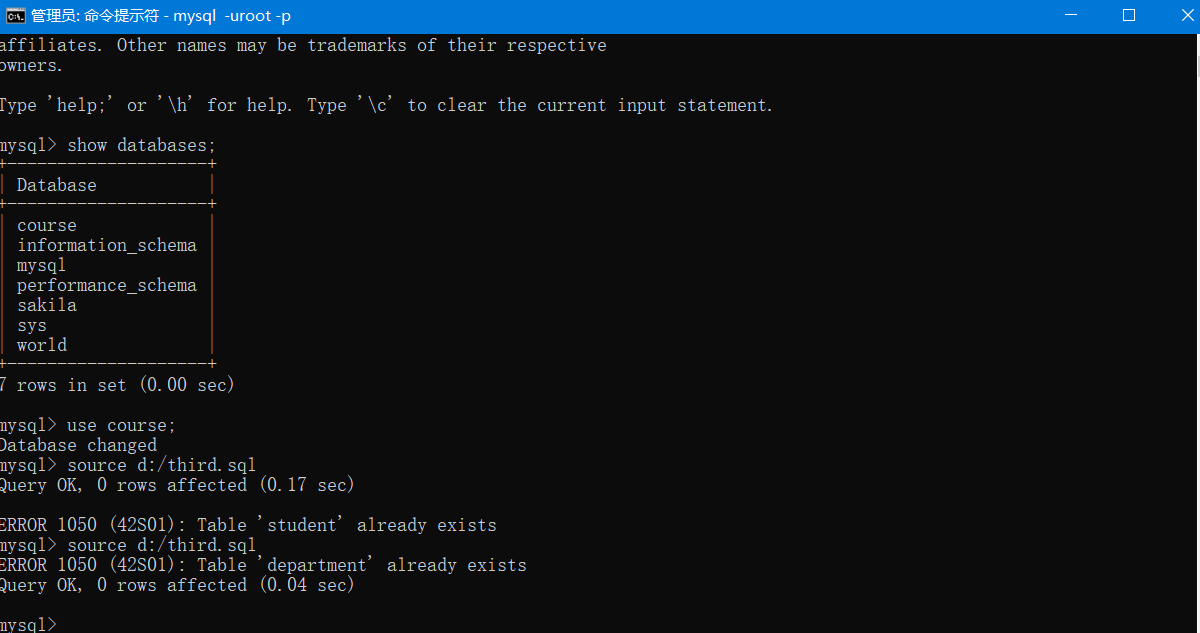 管理员: 命令提示符 - mysql  -uroot -p
affiliates. Other names may be trademarks of their respective
owners.
Type 'help;' or '\h' for help. Type '\c' to clear the current input statement.
mysql> show databases;
+--------------------+
| Database           |
+--------------------+
| course             |
| information_schema |
| mysql              |
| performance_schema |
| sakila             |
| sys                |
| world              |
+--------------------+
7 rows in set (0.00 sec)
mysql> use course;
Database changed
mysql> source d:/third.sql
Query OK, 0 rows affected (0.17 sec)
ERROR 1050 (42S01): Table 'student' already exists
mysql> source d:/third.sql
ERROR 1050 (42S01): Table 'department' already exists
Query OK, 0 rows affected (0.04 sec)
mysql>